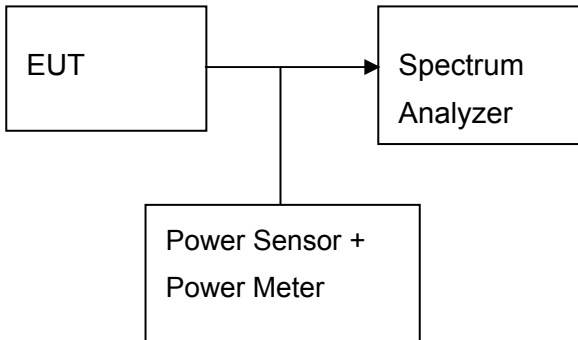 EUT
Spectrum
Analyzer
Power Sensor +
Power Meter